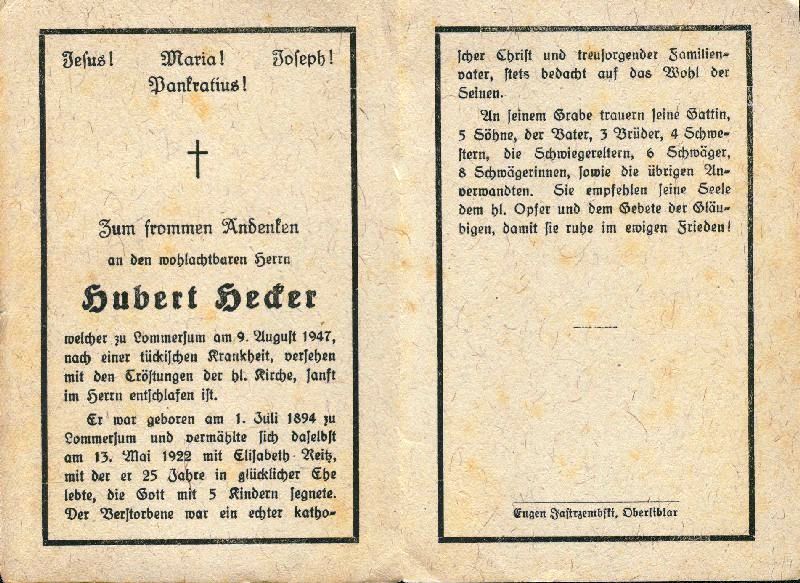 Jesus! Maria! Joseph!
Pankratius!
Zum frommen Andenken
an den wohlachtbaren Herrn
Hubert Hecker
welcher zu Lommersum am 9. August 1947,
nach einer tückischen Krankheit, versehen
mit den Tröstungen der hl. Kirche, sanft
im Herrn entschlafen ist.
Er war geboren am 1. Juli 1894 zu
Lommersum und vermählte sich daselbst
am 13. Mai 1922 mit Elisabeth Reitz,
mit der er 25 Jahre in glücklicher Ehe
lebte, die Gott mit 5 Kindern segnete.
Der Verstorbene war ein echter katho-
scher Christ und treusorgender Familien-
vater, stets bedacht auf das Wohl der
Seinen.
An seinem Grabe trauern seine Gattin,
5 Söhne, der Vater, 3 Brüder, 4 Schwe-
stern, die Schwiegereltern, 6 Schwäger,
8 Schwägerinnen, sowie die übrigen An-
verwandten. Sie empfehlen seine Seele
dem hl. Opfer und dem Gebete der Gläu-
bigen, damit sie ruhe im ewigen Frieden!
Eugen Jastrzembski, Oberliblar